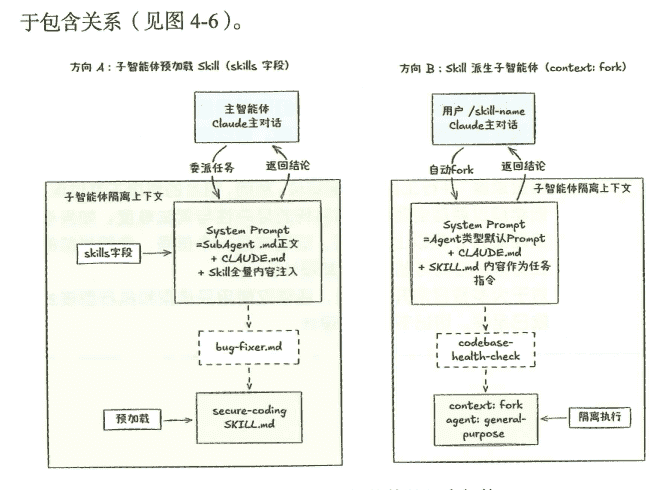 于包含关系（见图 4-6）。
方向 A：子智能体预加载 Skill（skills 字段）
主智能体
Claude主对话
委派任务
返回结论
子智能体隔离上下文
System Prompt
=SubAgent .md正文
+ CLAUDE.md
+ Skill全量内容注入
skills字段
bug-fixer.md
预加载
secure-coding
SKILL.md
方向 B：Skill 派生子智能体（context: fork）
用户 /skill-name
Claude主对话
自动fork
返回结论
子智能体隔离上下文
System Prompt
=Agent类型默认Prompt
+ CLAUDE.md
+ SKILL.md 内容作为任务
指令
codebase-
health-check
context: fork
agent: general-
purpose
隔离执行